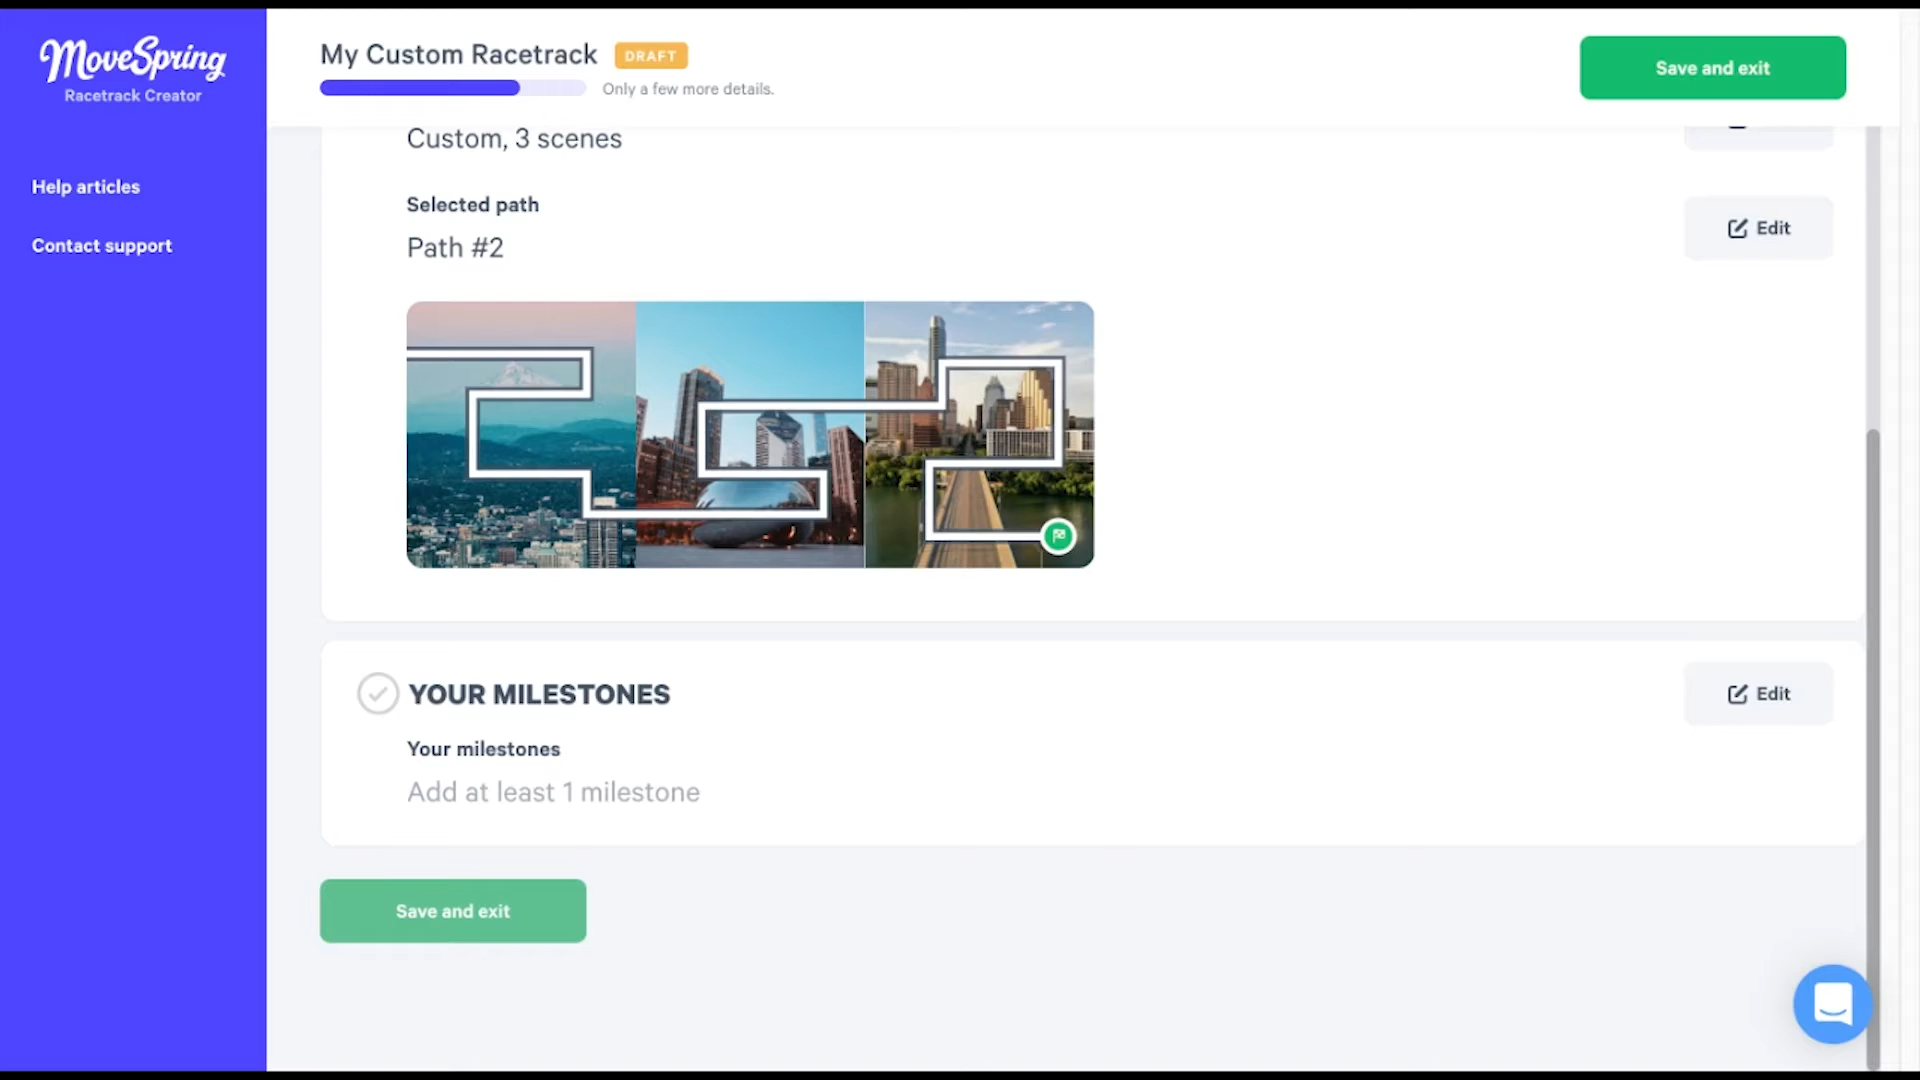 MoveSpring
Racetrack Creator
Help articles
Contact support
My Custom Racetrack DRAFT
Only a few more details.
Save and exit
Custom, 3 scenes
Selected path
Path #2
Edit
YOUR MILESTONES
Edit
Your milestones
Add at least 1 milestone
Save and exit